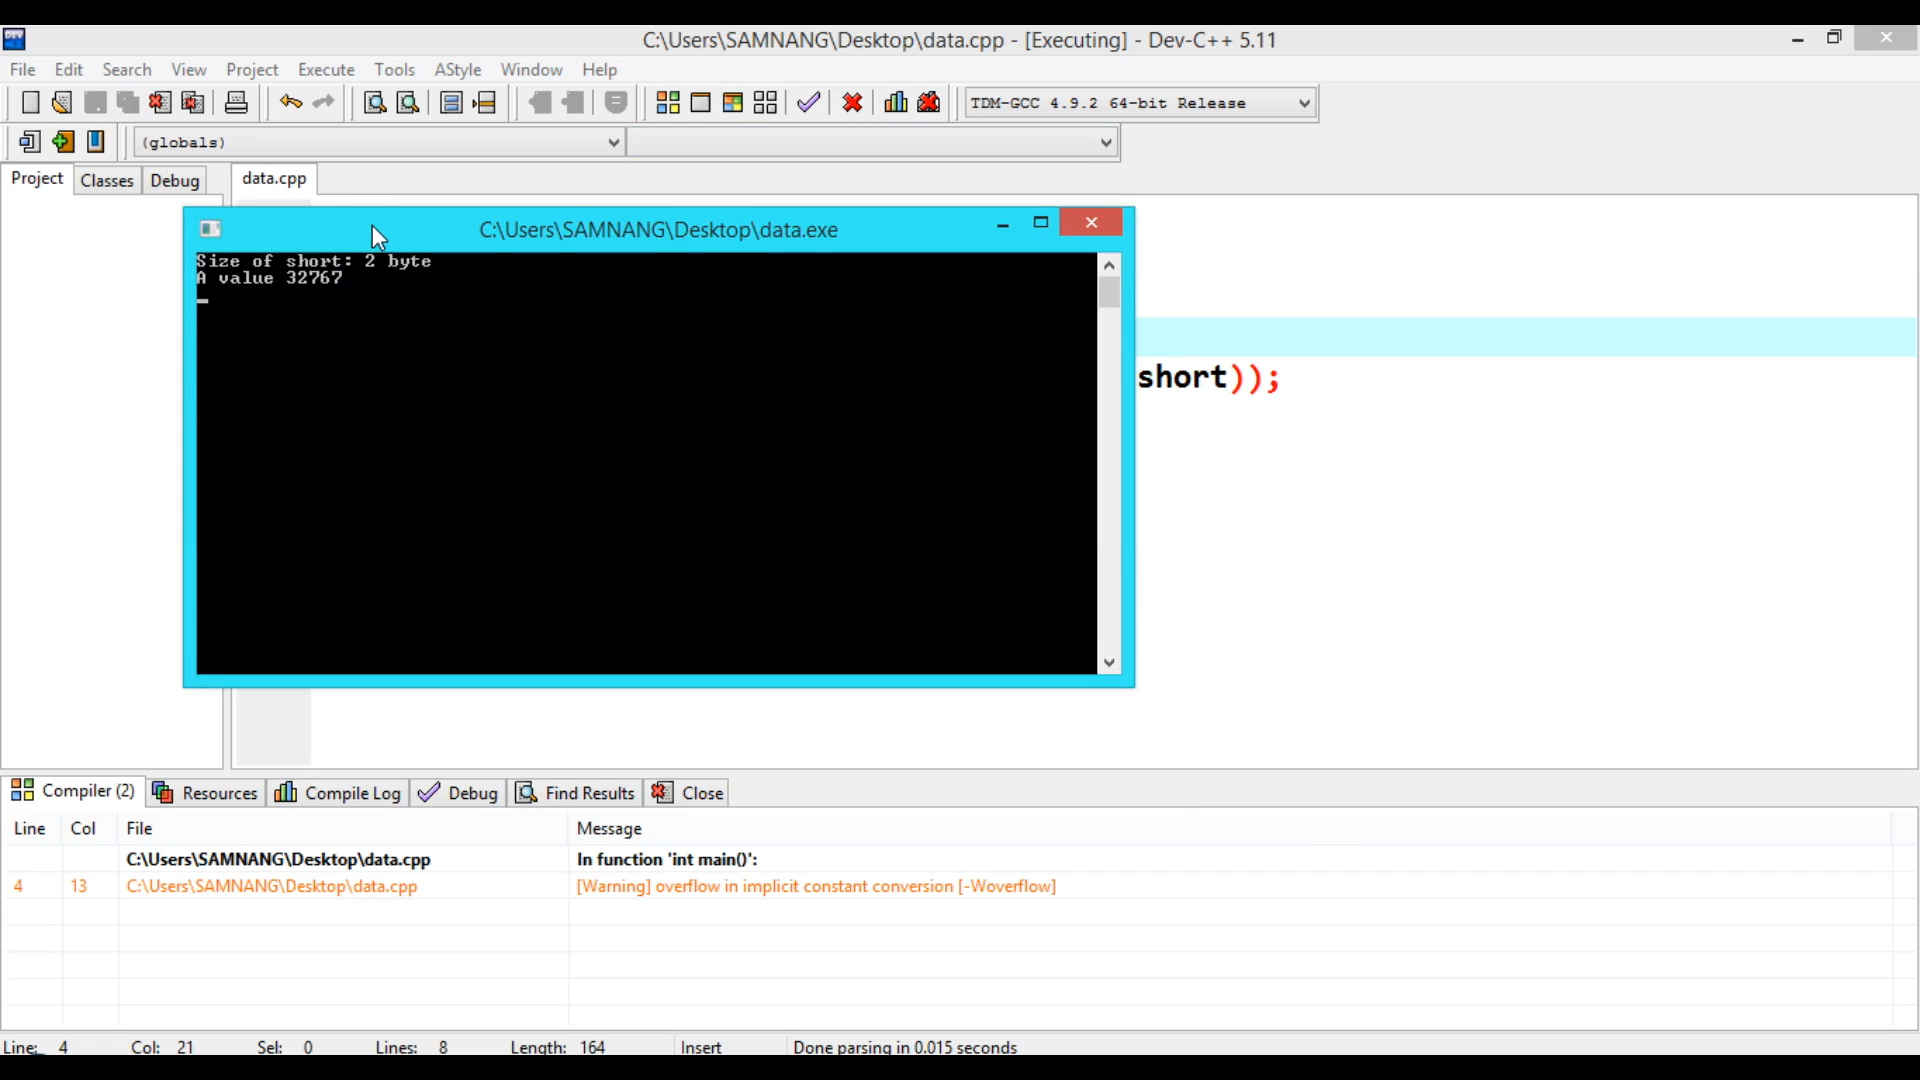 C:\Users\SAMNANG\Desktop\data.cpp - [Executing] - Dev-C++ 5.11
File Edit Search View Project Execute Tools AStyle Window Help
TDM-GCC 4.9.2 64-bit Release
(globals)
Project Classes Debug data.cpp
C:\Users\SAMNANG\Desktop\data.exe
Size of short: 2 byte
A value 32767
short));
Compiler (2) Resources Compile Log Debug Find Results Close
Line Col File Message
C:\Users\SAMNANG\Desktop\data.cpp In function 'int main()':
4 13 C:\Users\SAMNANG\Desktop\data.cpp [Warning] overflow in implicit constant conversion [-Woverflow]
Line: 4 Col: 21 Sel: 0 Lines: 8 Length: 164 Insert Done parsing in 0.015 seconds